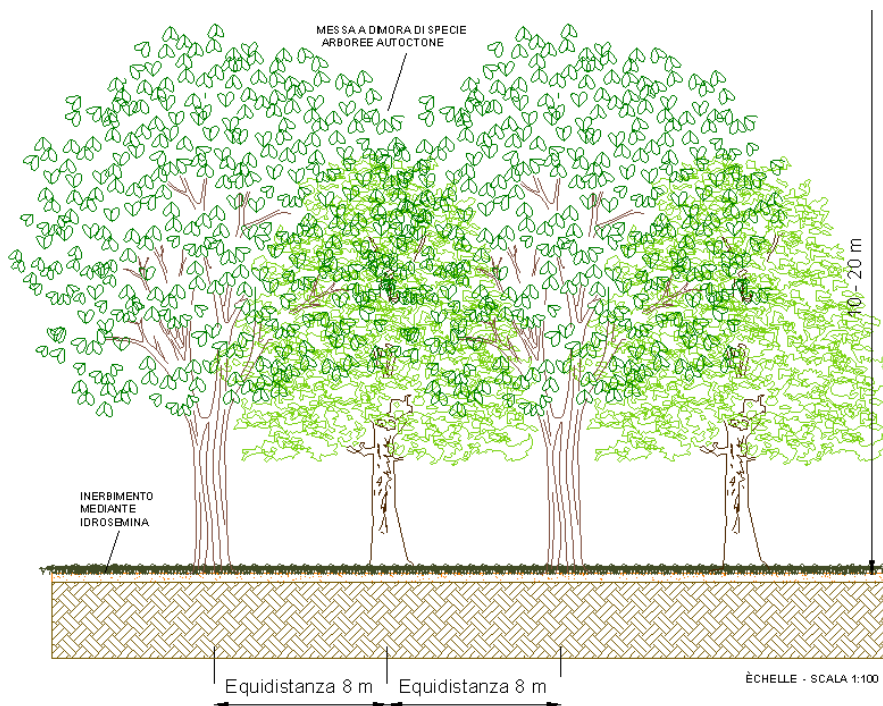 MESSA A DIMORA DI SPECIE
ARBOREE AUTOCTONE
10 - 20 m
INERBIMENTO
MEDIANTE
IDROSEMINA
ÈCHELLE - SCALA 1:100
Equidistanza 8 m
Equidistanza 8 m